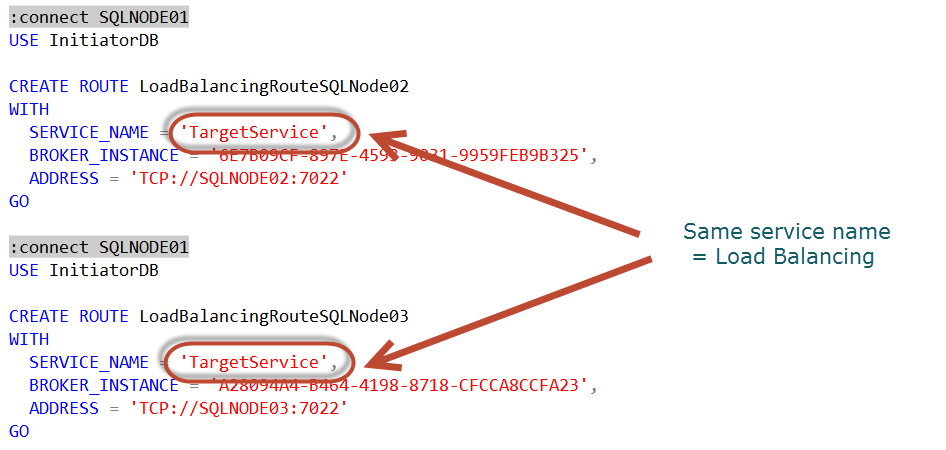 :connect SQLNODE01
USE InitiatorDB
CREATE ROUTE LoadBalancingRouteSQLNode02
WITH
SERVICE_NAME = 'TargetService',
BROKER_INSTANCE = '6E7B09CF-897E-4593-9031-9959FEB9B325',
ADDRESS = 'TCP://SQLNODE02:7022'
GO
:connect SQLNODE01
USE InitiatorDB
CREATE ROUTE LoadBalancingRouteSQLNode03
WITH
SERVICE_NAME = 'TargetService',
BROKER_INSTANCE = 'A28094A4-B464-4198-8718-CFCCA8CCFA23',
ADDRESS = 'TCP://SQLNODE03:7022'
GO
Same service name
= Load Balancing